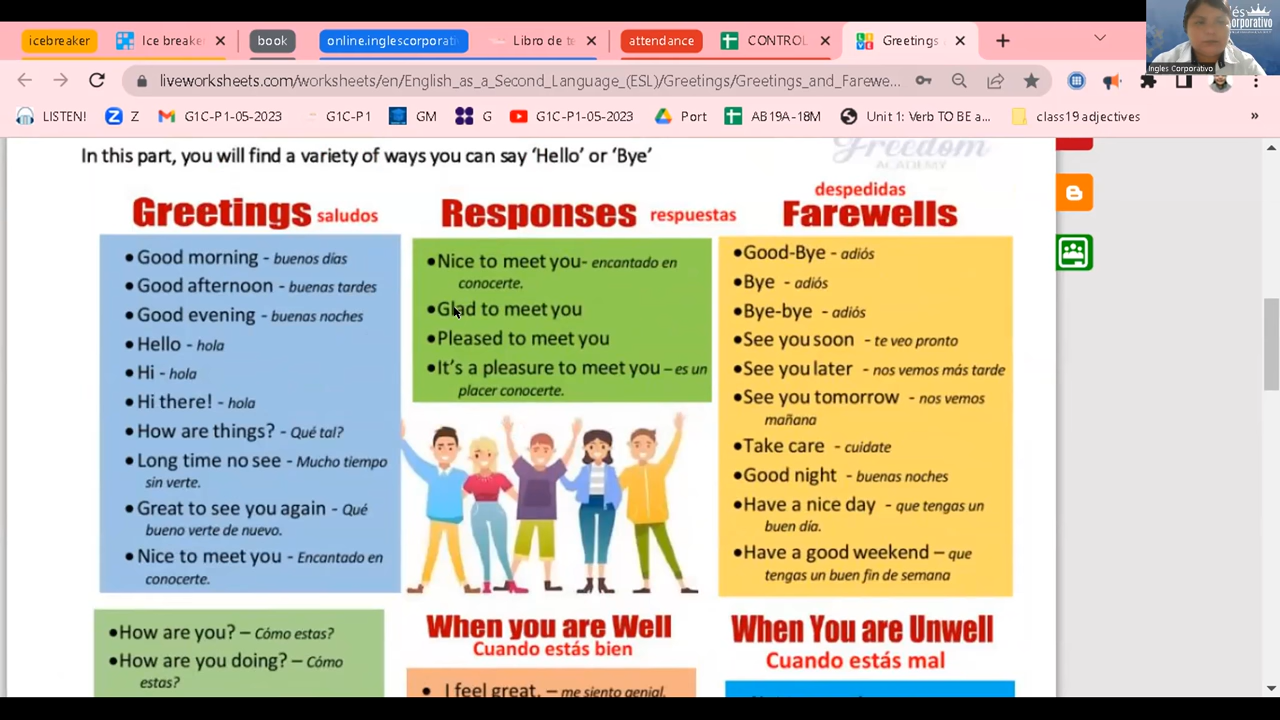 icebreaker
Ice breake
book
online.inglescorporati
Libro de te
attendance
CONTROL
Greetings
Ingles Corporativo
liveworksheets.com/worksheets/en/English
ond_Language_(ESL)/Greetings/Greetings_and_Farewe...
LISTEN!
Z
G1C-P1-05-2023
G1C-P1
GM
G
G1C-P1-05-2023
Port
AB19A-18M
Unit 1: Verb TO BE a...
class19 adjectives
»
In this part, you will find a variety of ways you can say ‘Hello’ or ‘Bye’
Freedom
ACADEMY
Greetings saludos
•Good morning - buenos días
•Good afternoon - buenas tardes
•Good evening - buenas noches
•Hello - hola
•Hi - hola
•Hi there! - hola
•How are things? - Qué tal?
•Long time no see - Mucho tiempo
sin verte.
•Great to see you again - Qué
bueno verte de nuevo.
•Nice to meet you - Encantado en
conocerte.
Responses respuestas
•Nice to meet you- encantado en
conocerte.
•Glad to meet you
•Pleased to meet you
•It’s a pleasure to meet you – es un
placer conocerte.
despedidas
Farewells
•Good-Bye - adiós
•Bye - adiós
•Bye-bye - adiós
•See you soon - te veo pronto
•See you later - nos vemos más tarde
•See you tomorrow - nos vemos
mañana
•Take care - cuidate
•Good night - buenas noches
•Have a nice day - que tengas un
buen día.
•Have a good weekend – que
tengas un buen fin de semana
•How are you? – Cómo estas?
•How are you doing? – Cómo
estas?
When you are Well
Cuando estás bien
• I feel great. – me siento genial.
When You are Unwell
Cuando estás mal